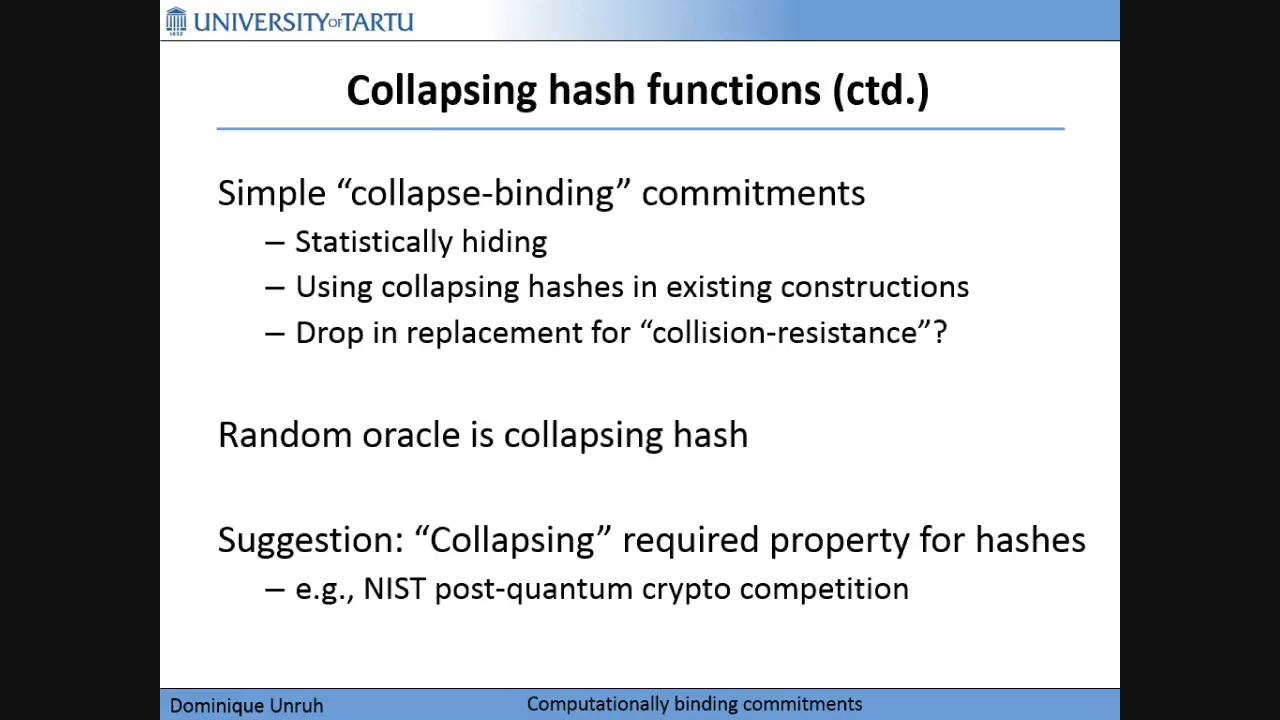 UNIVERSITY OF TARTU
1632
Collapsing hash functions (ctd.)
Simple “collapse-binding” commitments
– Statistically hiding
– Using collapsing hashes in existing constructions
– Drop in replacement for “collision-resistance”?
Random oracle is collapsing hash
Suggestion: “Collapsing” required property for hashes
– e.g., NIST post-quantum crypto competition
Dominique Unruh
Computationally binding commitments